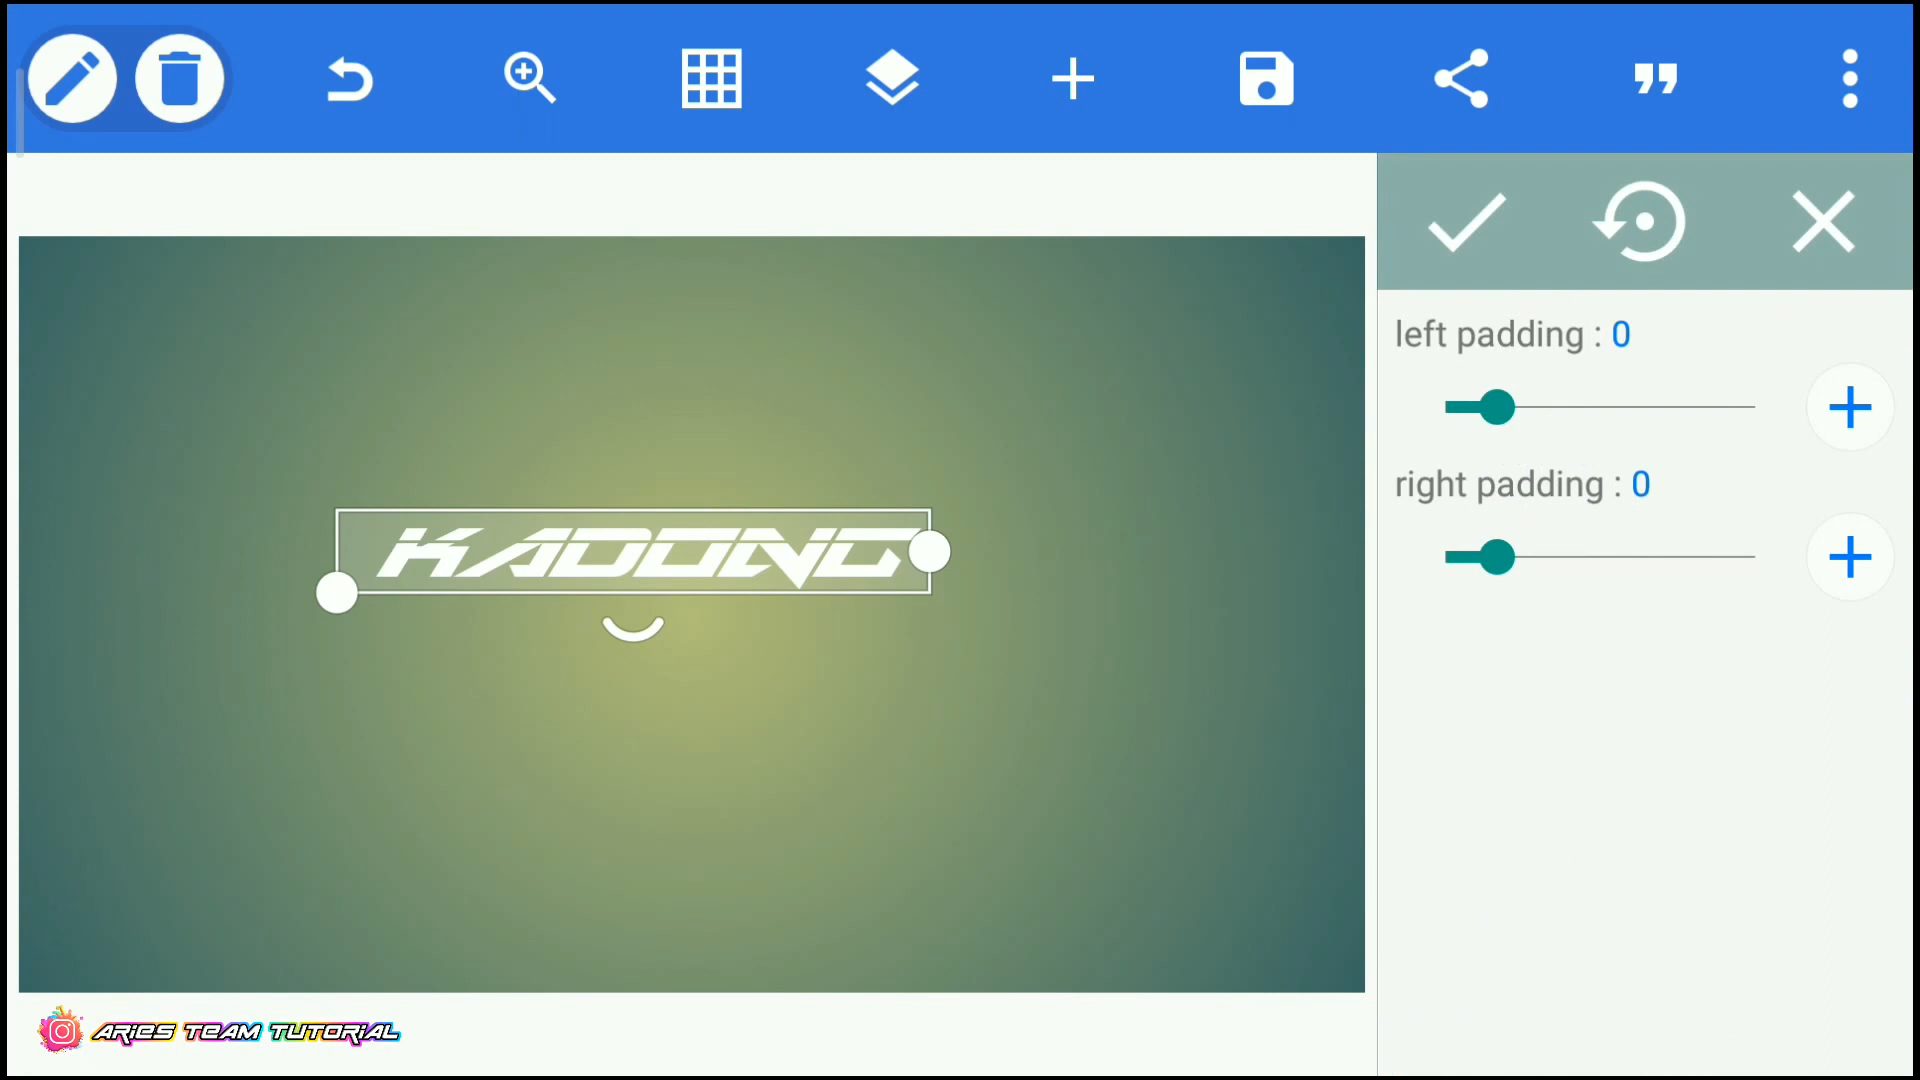 left padding : 0
right padding : 0
KADONG
ARIES TEAM TUTORIAL